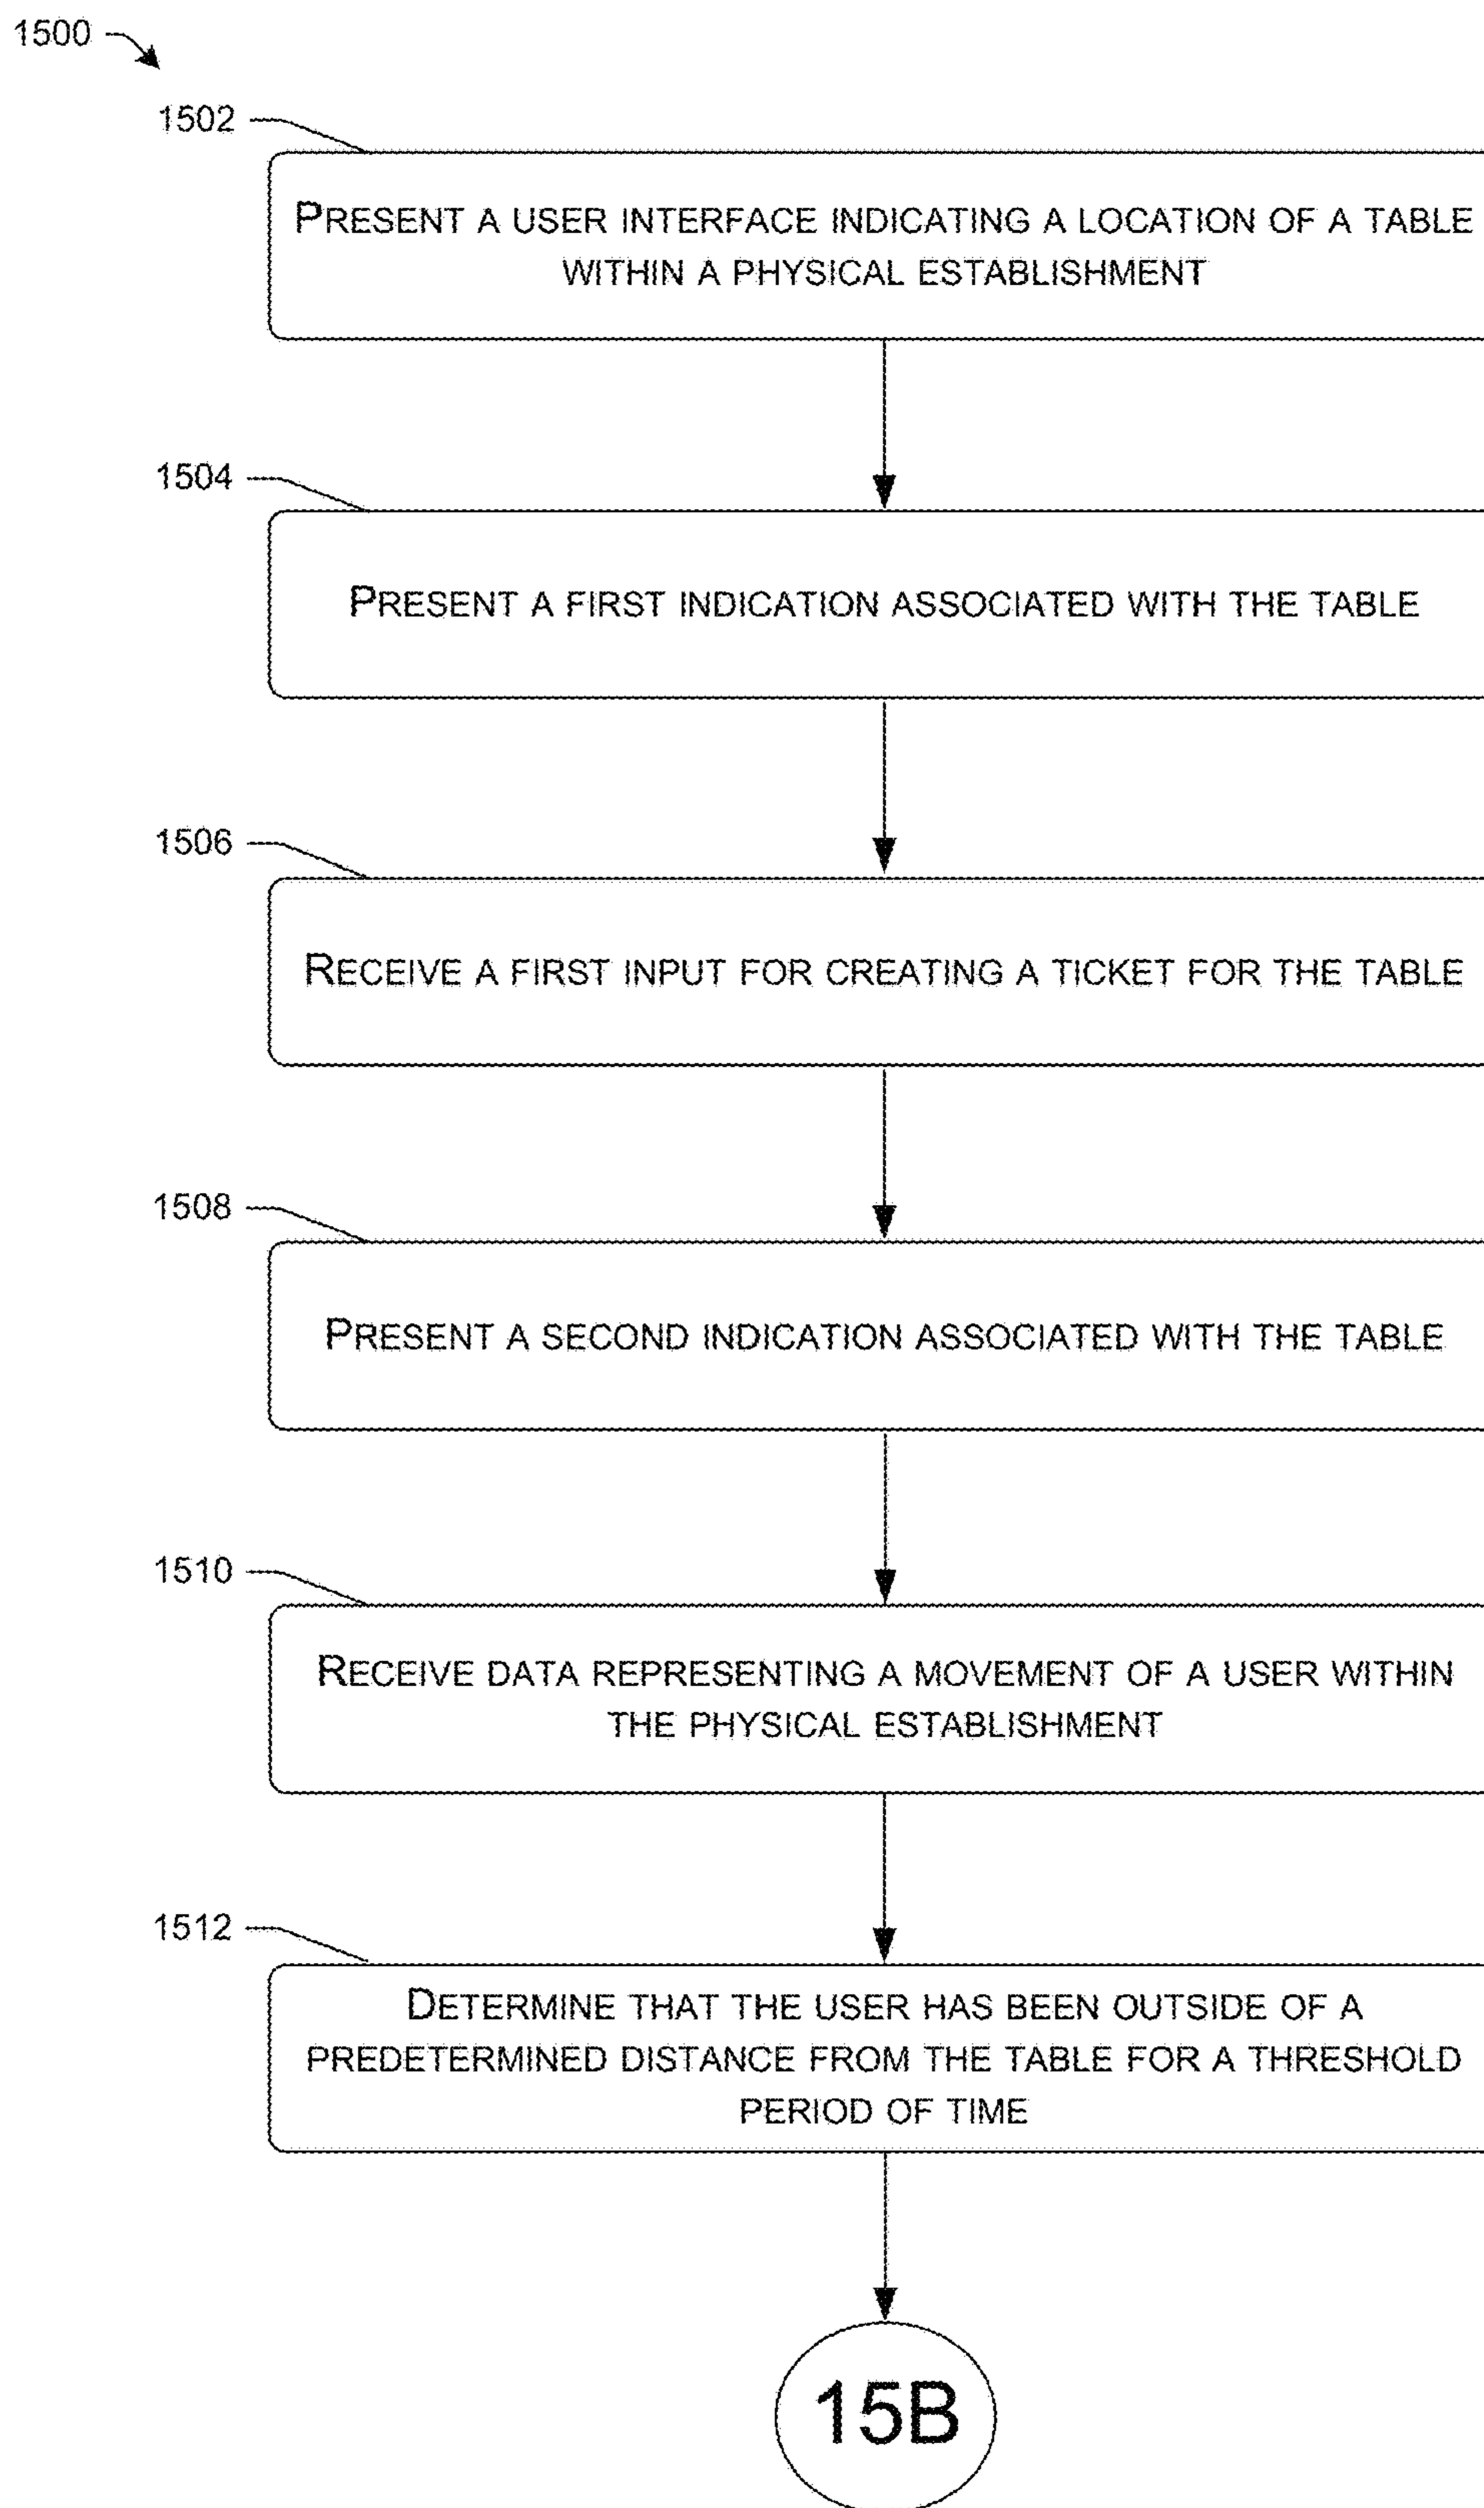 1500
1502
PRESENT A USER INTERFACE INDICATING A LOCATION OF A TABLE
WITHIN A PHYSICAL ESTABLISHMENT
1504
PRESENT A FIRST INDICATION ASSOCIATED WITH THE TABLE
1506
RECEIVE A FIRST INPUT FOR CREATING A TICKET FOR THE TABLE
1508
PRESENT A SECOND INDICATION ASSOCIATED WITH THE TABLE
1510
RECEIVE DATA REPRESENTING A MOVEMENT OF A USER WITHIN
THE PHYSICAL ESTABLISHMENT
1512
DETERMINE THAT THE USER HAS BEEN OUTSIDE OF A
PREDETERMINED DISTANCE FROM THE TABLE FOR A THRESHOLD
PERIOD OF TIME
15B